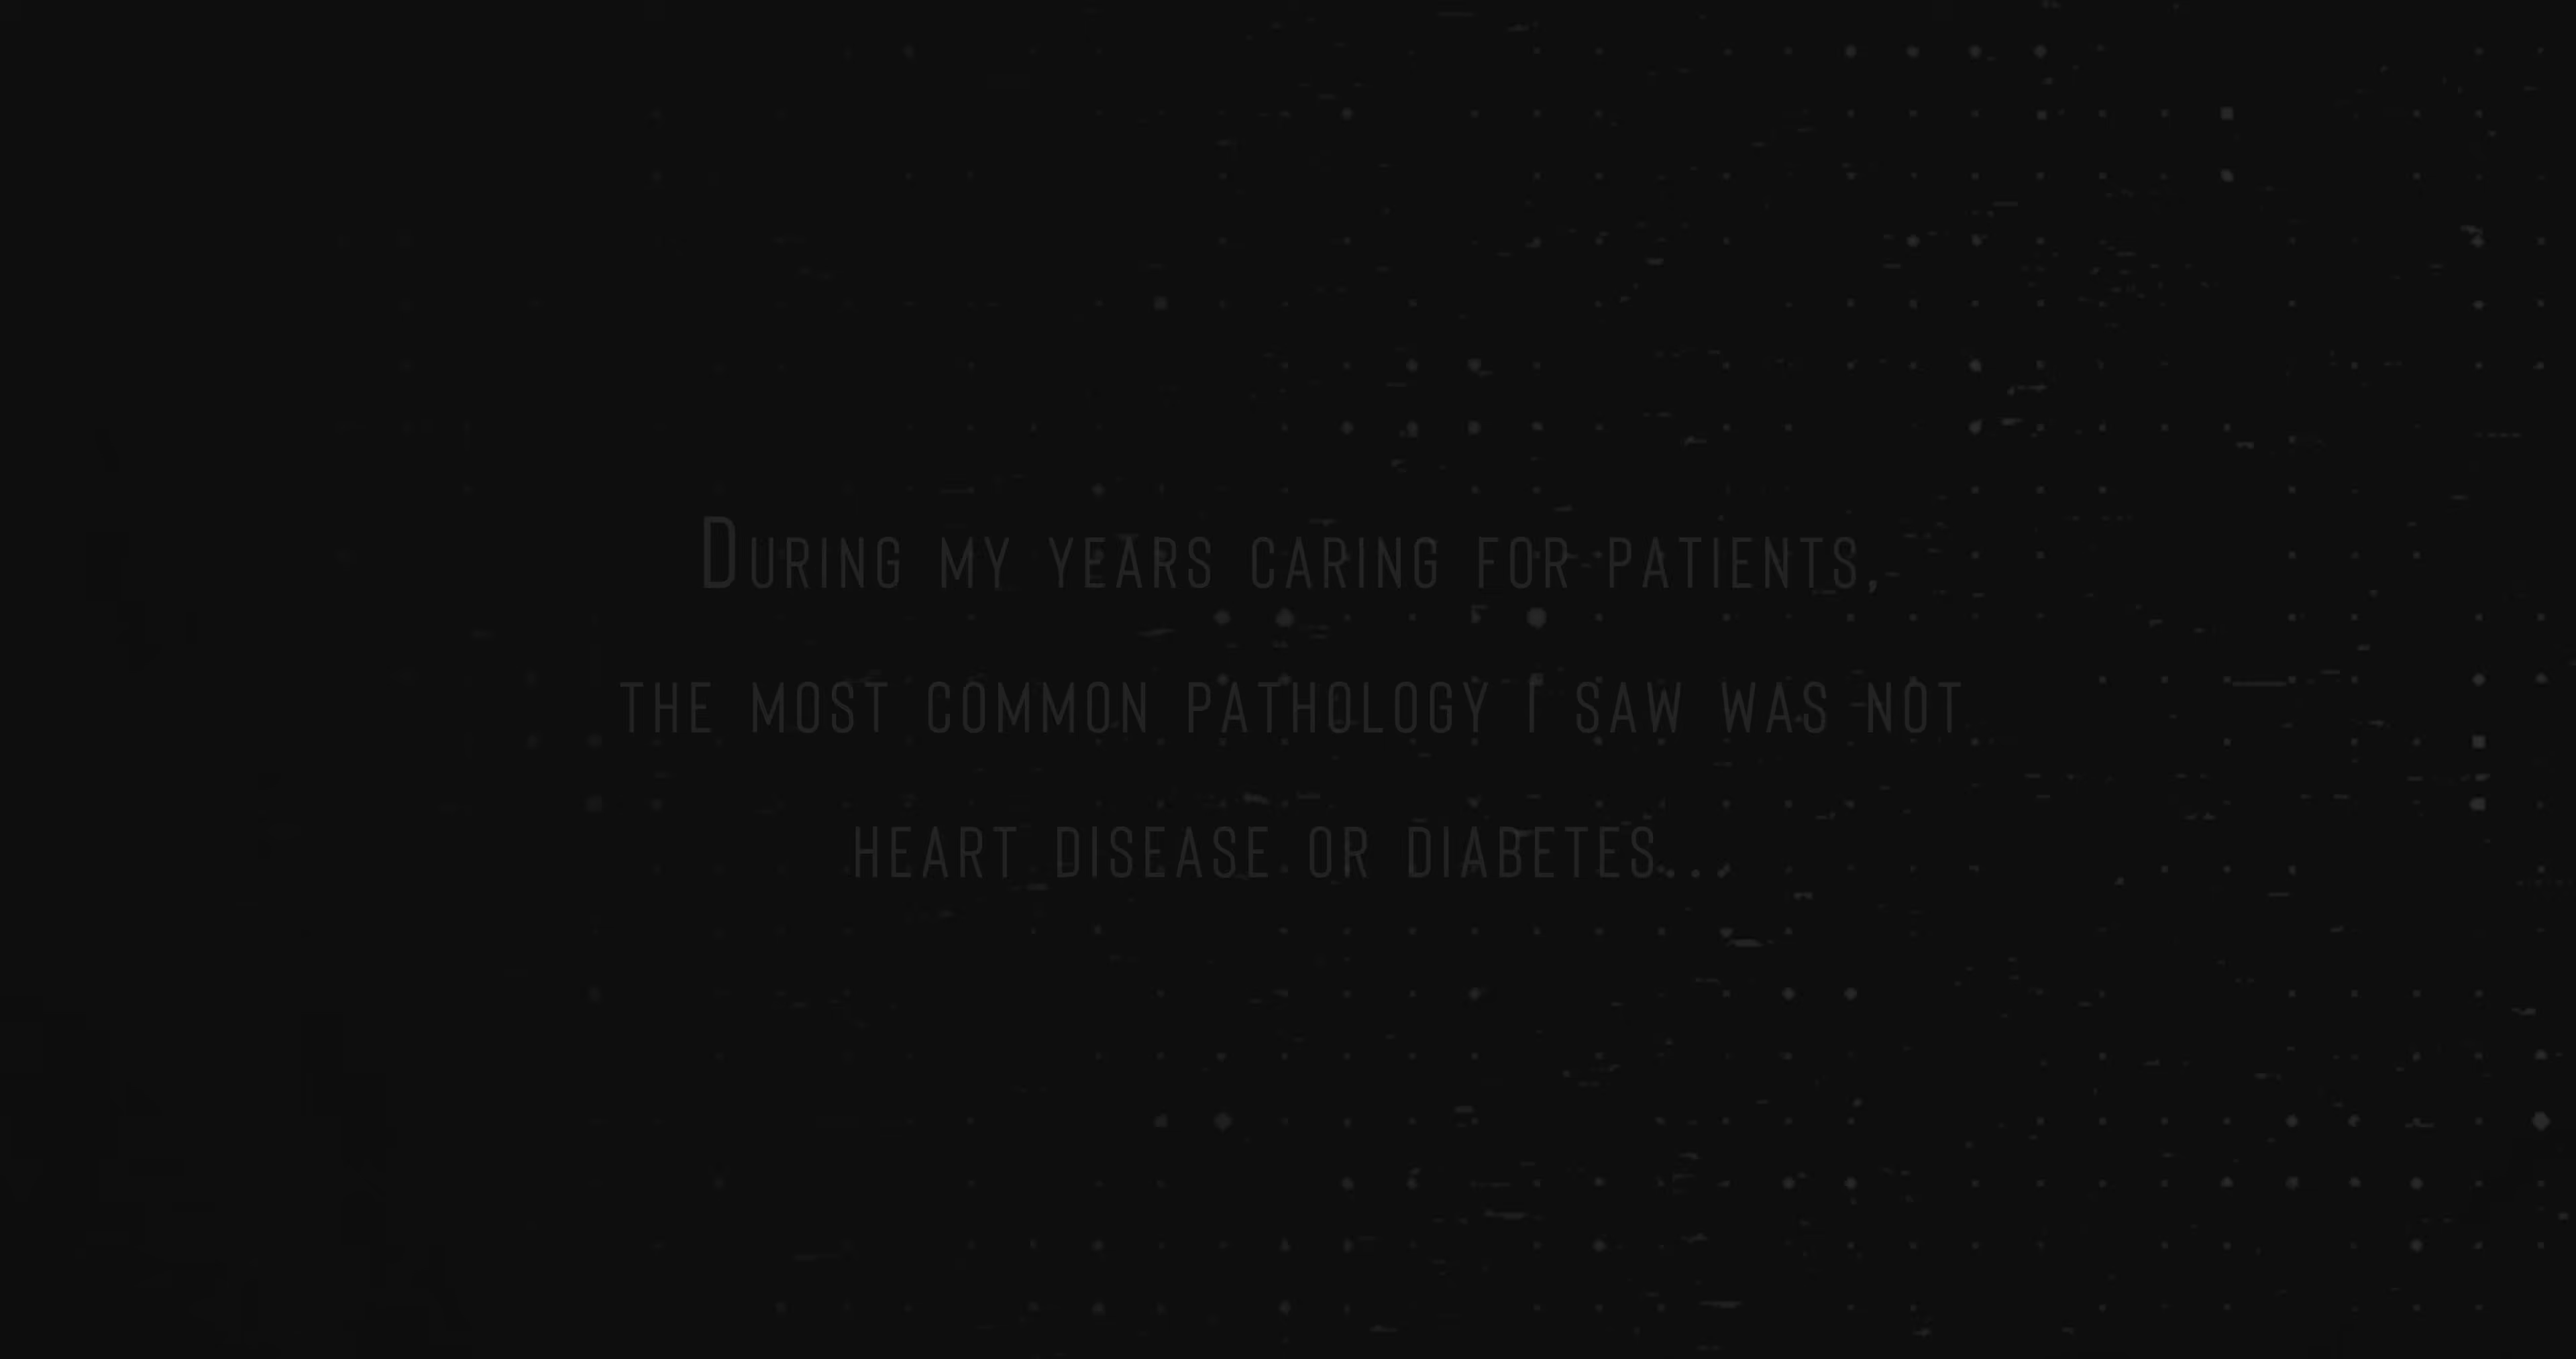 During my years caring for patients,
the most common pathology I saw was not
heart disease or diabetes...